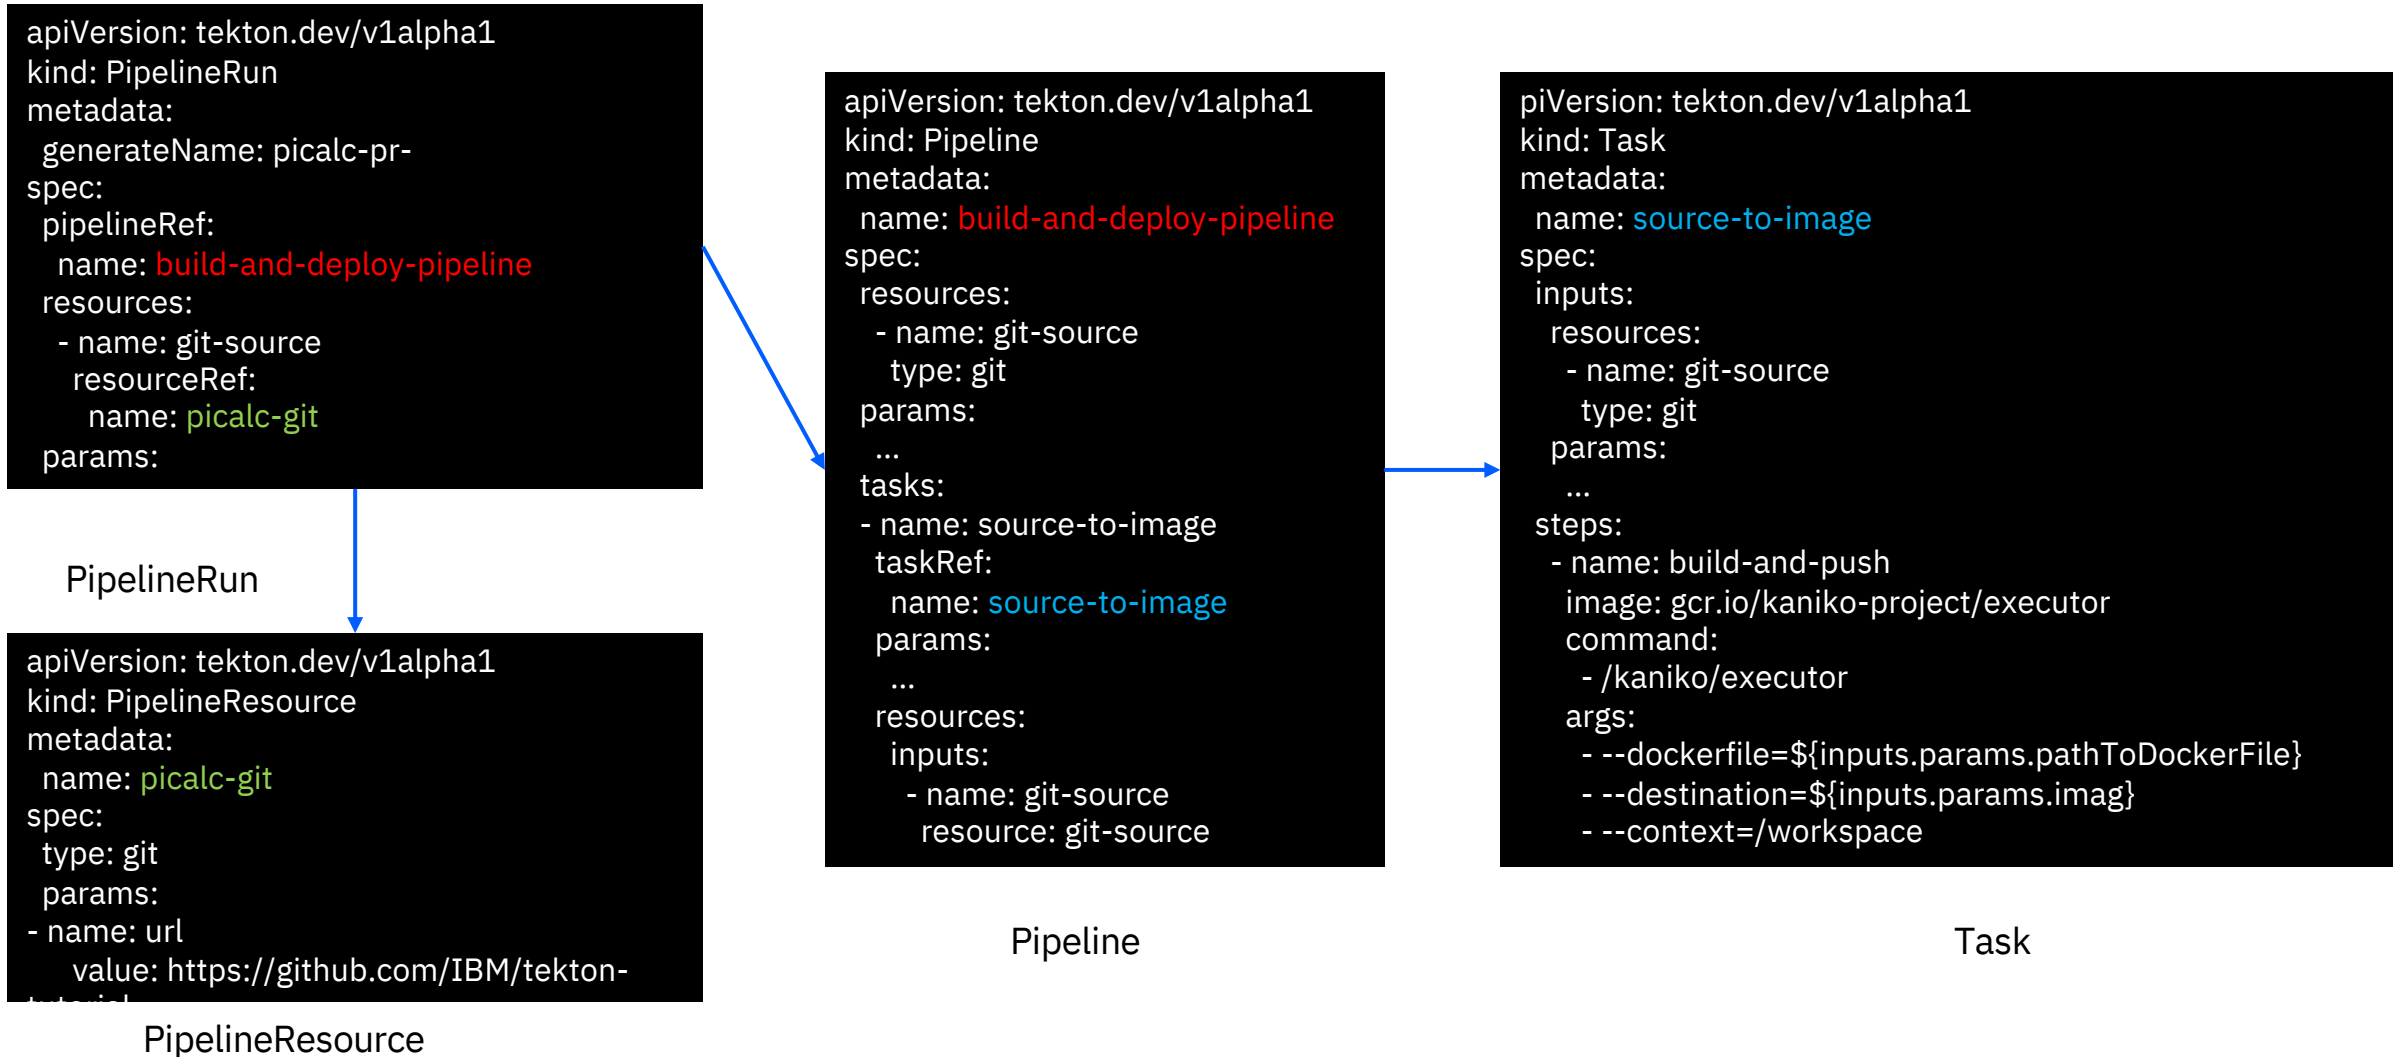 apiVersion: tekton.dev/v1alpha1
kind: PipelineRun
metadata:
generateName: picalc-pr-
spec:
pipelineRef:
name: build-and-deploy-pipeline
resources:
- name: git-source
resourceRef:
name: picalc-git
params:
PipelineRun
apiVersion: tekton.dev/v1alpha1
kind: PipelineResource
metadata:
name: picalc-git
spec:
type: git
params:
- name: url
value: https://github.com/IBM/tekton-
tutorial
PipelineResource
apiVersion: tekton.dev/v1alpha1
kind: Pipeline
metadata:
name: build-and-deploy-pipeline
spec:
resources:
- name: git-source
type: git
params:
...
tasks:
- name: source-to-image
taskRef:
name: source-to-image
params:
...
resources:
inputs:
- name: git-source
resource: git-source
Pipeline
piVersion: tekton.dev/v1alpha1
kind: Task
metadata:
name: source-to-image
spec:
inputs:
resources:
- name: git-source
type: git
params:
...
steps:
- name: build-and-push
image: gcr.io/kaniko-project/executor
command:
- /kaniko/executor
args:
- --dockerfile=${inputs.params.pathToDockerFile}
- --destination=${inputs.params.imag}
- --context=/workspace
Task